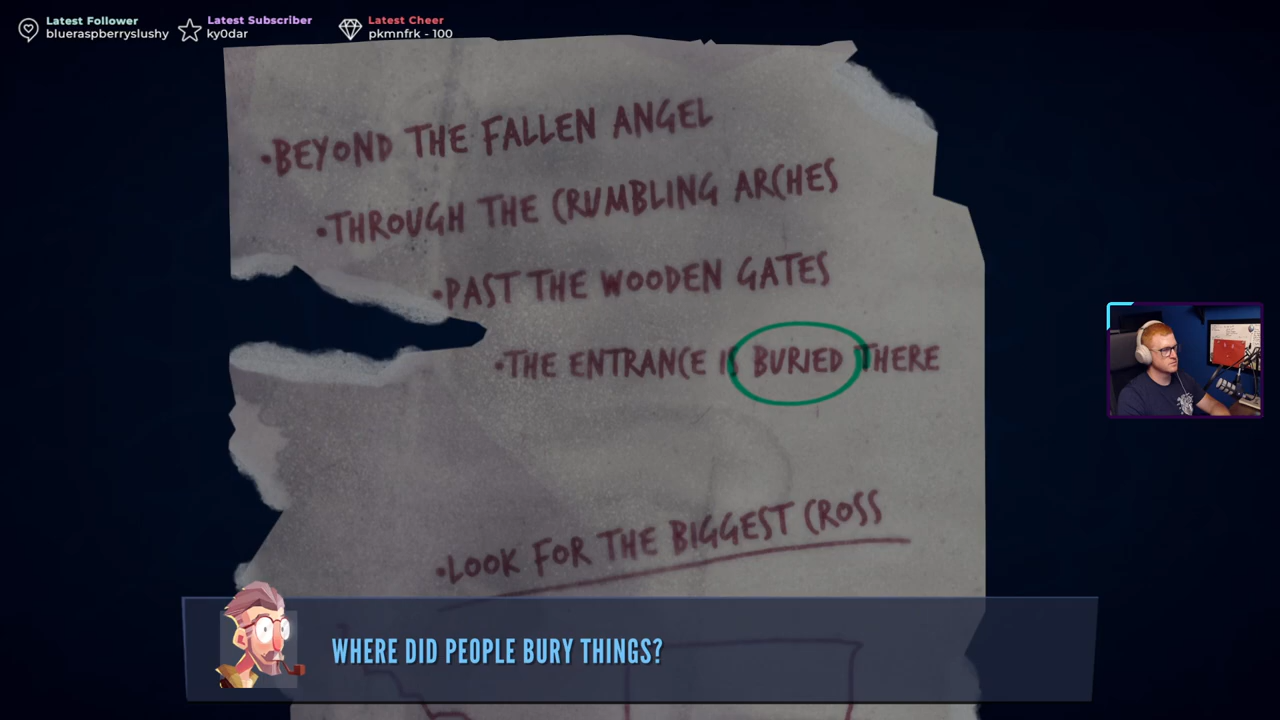 Latest Follower
blueraspberryslushy
Latest Subscriber
ky0dar
Latest Cheer
pkmnfrk - 100
•BEYOND THE FALLEN ANGEL
•THROUGH THE CRUMBLING ARCHES
•PAST THE WOODEN GATES
•THE ENTRANCE IS BURIED THERE
•LOOK FOR THE BIGGEST CROSS
WHERE DID PEOPLE BURY THINGS?